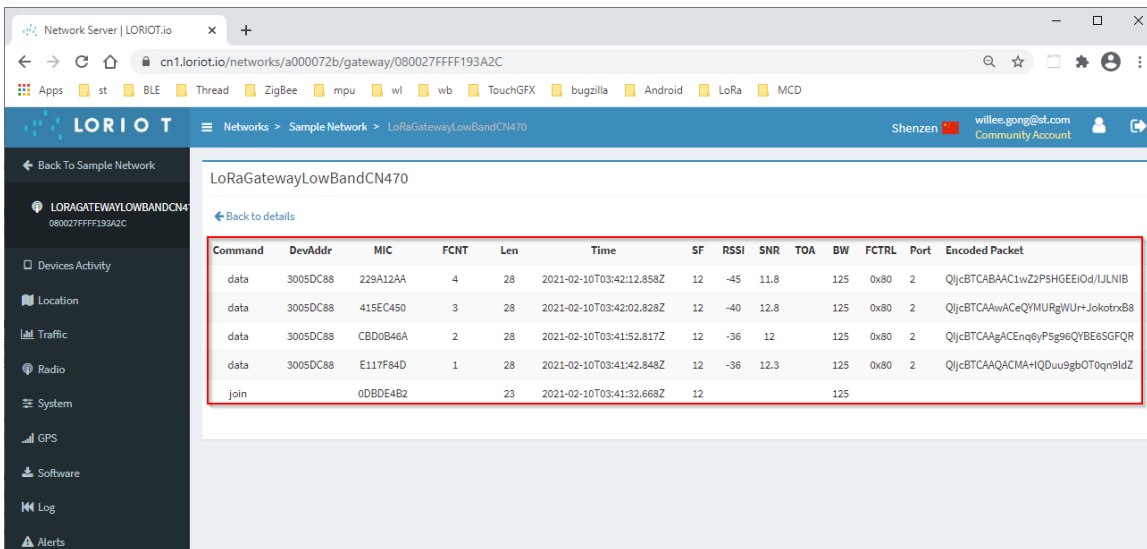 Network Server | LORIOT.io
cn1.loriot.io/networks/a000072b/gateway/080027FFFF193A2C
Apps st BLE Thread ZigBee mpu wl wb TouchGFX bugzilla Android LoRa MCD
LORIOT Networks > Sample Network > LoRaGatewayLowBandCN470 Shenzen willee.gong@st.com
Community Account
Back To Sample Network
LORAGATEWAYLOWBANDCN47
080027FFFF193A2C
Devices Activity
Location
Traffic
Radio
System
GPS
Software
Log
Alerts
LoRaGatewayLowBandCN470
Back to details
Command DevAddr MIC FCNT Len Time SF RSSI SNR TOA BW FCTRL Port Encoded Packet
data 3005DC88 229A12AA 4 28 2021-02-10T03:42:12.858Z 12 -45 11.8 125 0x80 2 QIjcBTCABAAC1wZ2P5HGEEiOd/IJLNIB
data 3005DC88 415EC450 3 28 2021-02-10T03:42:02.828Z 12 -40 12.8 125 0x80 2 QIjcBTCAAwACeQYMURgWUr+JokotrxB8
data 3005DC88 CBD0B46A 2 28 2021-02-10T03:41:52.817Z 12 -36 12 125 0x80 2 QIjcBTCAAgACEnq6yP5g96QYBE6SGFQR
data 3005DC88 E117F84D 1 28 2021-02-10T03:41:42.848Z 12 -36 12.3 125 0x80 2 QIjcBTCAAQACMA+IQDuu9gbOT0qn9ldZ
join 0DBDE4B2 23 2021-02-10T03:41:32.668Z 12 125